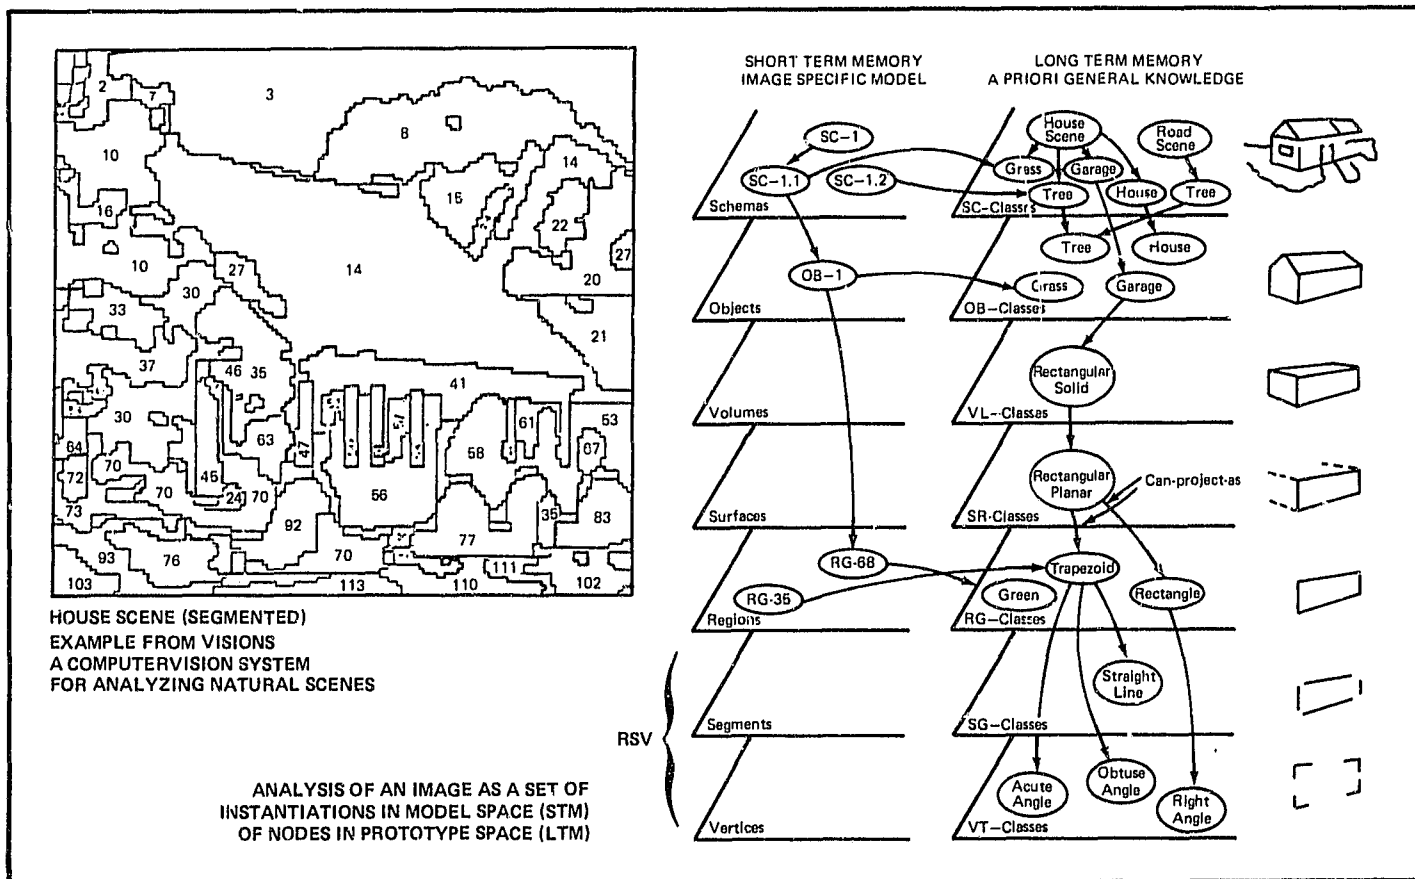 2
7
3
8
10
14
15
16
22
27
10
27
14
20
30
33
21
37
46
35
41
30
61
53
64
63
47
58
67
70
72
45
24
70
70
56
73
92
35
83
93
76
70
77
111
103
113
110
102
HOUSE SCENE (SEGMENTED)
EXAMPLE FROM VISIONS
A COMPUTERVISION SYSTEM
FOR ANALYZING NATURAL SCENES
ANALYSIS OF AN IMAGE AS A SET OF
INSTANTIATIONS IN MODEL SPACE (STM)
OF NODES IN PROTOTYPE SPACE (LTM)
SHORT TERM MEMORY
IMAGE SPECIFIC MODEL
LONG TERM MEMORY
A PRIORI GENERAL KNOWLEDGE
SC-1
SC-1.1
SC-1.2
Schemas
House
Scene
Road
Scene
Grass
Garage
Tree
House
Tree
SC-Classes
OB-1
Objects
Tree
House
Grass
Garage
OB-Classes
Volumes
Rectangular
Solid
VL-Classes
Surfaces
Rectangular
Planar
Can-project-as
SR-Classes
RG-68
RG-35
Regions
Trapezoid
Green
Rectangle
RG-Classes
RSV
Segments
Straight
Line
SG-Classes
Vertices
Acute
Angle
Obtuse
Angle
Right
Angle
VT-Classes